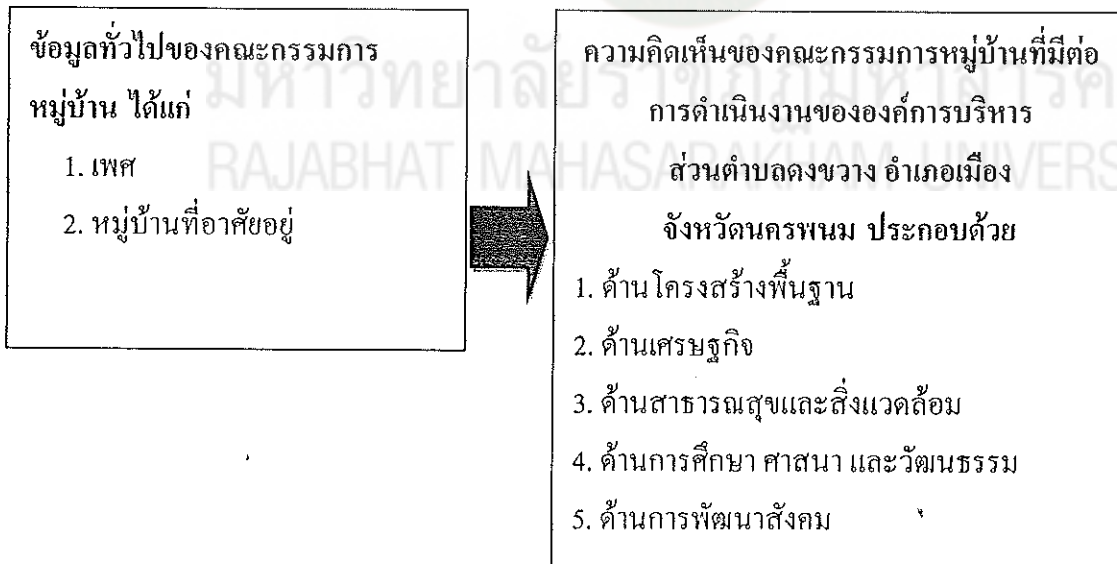 ข้อมูลทั่วไปของคณะกรรมการ
หมู่บ้าน ได้แก่
1. เพศ
2. หมู่บ้านที่อาศัยอยู่
ความคิดเห็นของคณะกรรมการหมู่บ้านที่มีต่อ
การดำเนินงานขององค์การบริหาร
ส่วนตำบลดงขวาง อำเภอเมือง
จังหวัดนครพนม ประกอบด้วย
1. ด้านโครงสร้างพื้นฐาน
2. ด้านเศรษฐกิจ
3. ด้านสาธารณสุขและสิ่งแวดล้อม
4. ด้านการศึกษา ศาสนา และวัฒนธรรม
5. ด้านการพัฒนาสังคม
มหาวิทยาลัยราชภัฏมหาสารค
RAJABHAT MAHASARAKHAM UNIVERS